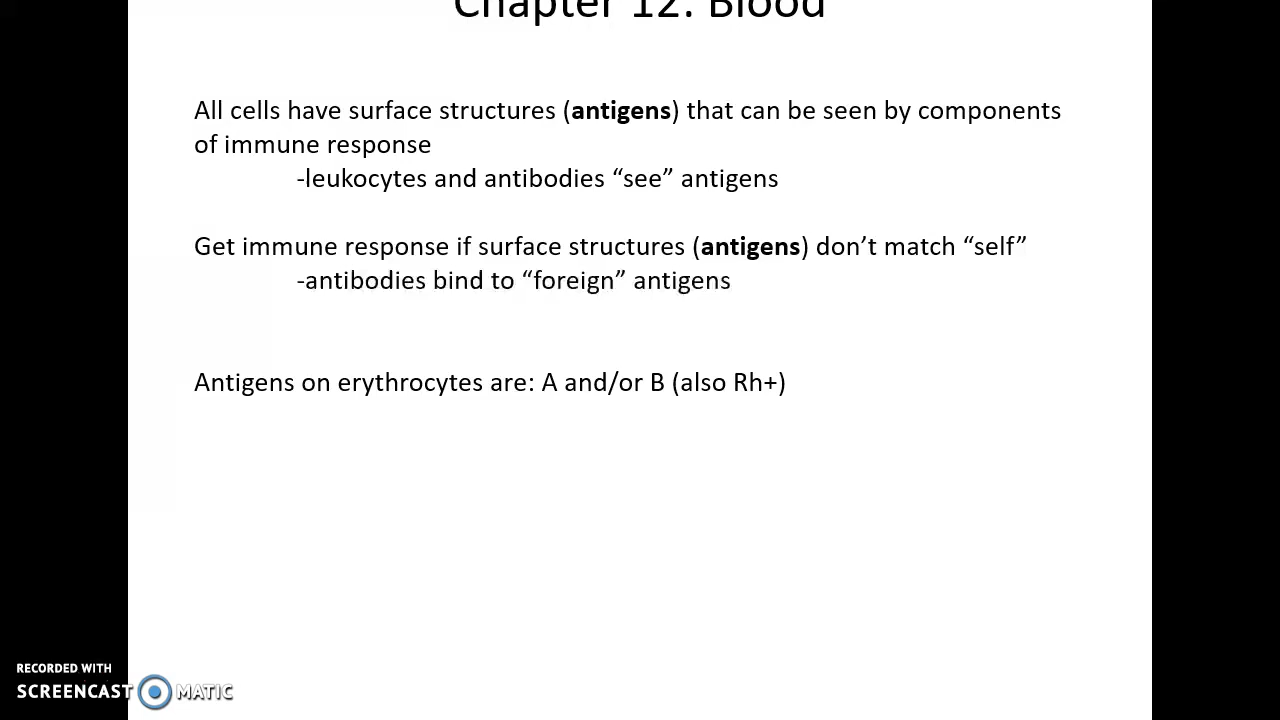 Chapter 12: Blood
All cells have surface structures (antigens) that can be seen by components
of immune response
-leukocytes and antibodies “see” antigens
Get immune response if surface structures (antigens) don’t match “self”
-antibodies bind to “foreign” antigens
Antigens on erythrocytes are: A and/or B (also Rh+)
RECORDED WITH
SCREENCAST MATIC